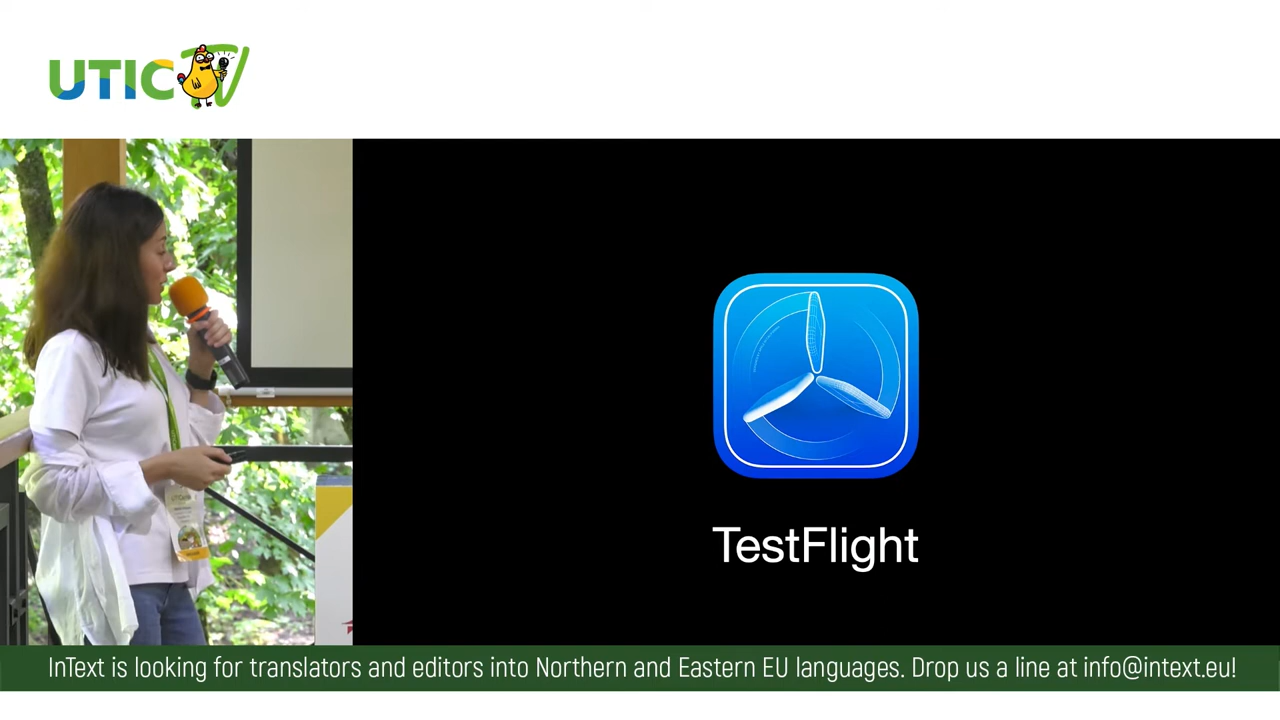 UTIC TV
TestFlight
InText is looking for translators and editors into Northern and Eastern EU languages. Drop us a line at info@intext.eu!